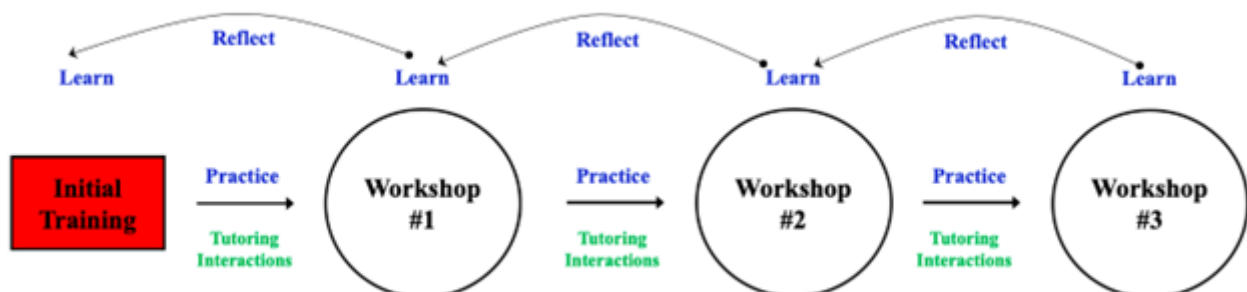 Reflect
Reflect
Reflect
Learn
Learn
Learn
Learn
Initial
Training
Practice
Tutoring
Interactions
Workshop
#1
Practice
Tutoring
Interactions
Workshop
#2
Practice
Tutoring
Interactions
Workshop
#3